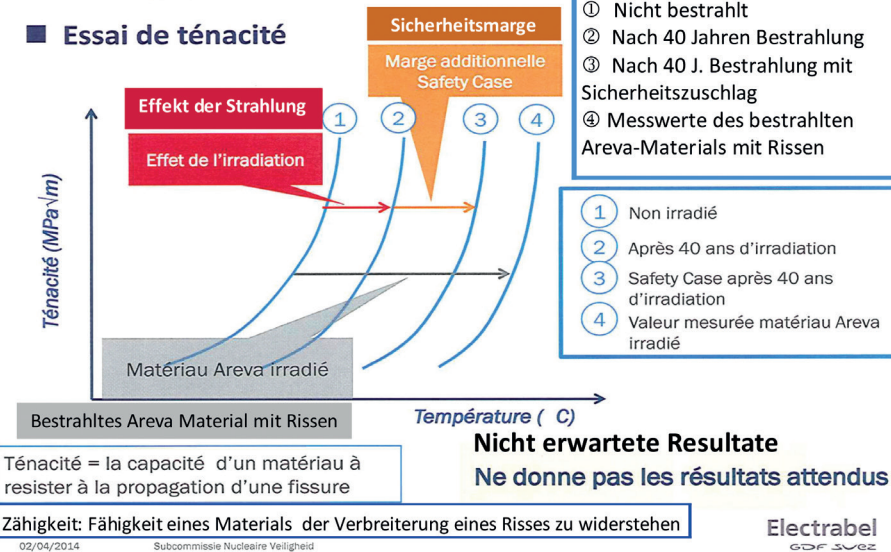 ■ Essai de ténacité
Sicherheitsmarge
Marge additionnelle
Safety Case
Effekt der Strahlung
Effet de l'irradiation
1
2
3
4
① Nicht bestrahlt
② Nach 40 Jahren Bestrahlung
③ Nach 40 J. Bestrahlung mit
Sicherheitszuschlag
④ Messwerte des bestrahlten
Areva-Materials mit Rissen
1 Non irradié
2 Après 40 ans d'irradiation
3 Safety Case après 40 ans
d'irradiation
4 Valeur mesurée matériau Areva
irradié
Ténacité (MPa√m)
Matériau Areva irradié
Bestrahltes Areva Material mit Rissen
Température ( C)
Nicht erwartete Resultate
Ne donne pas les résultats attendus
Ténacité = la capacité d'un matériau à
resister à la propagation d'une fissure
Zähigkeit: Fähigkeit eines Materials der Verbreiterung eines Risses zu widerstehen
02/04/2014 Subcommissie Nucleaire Veiligheid
Electrabel
GDF SUEZ